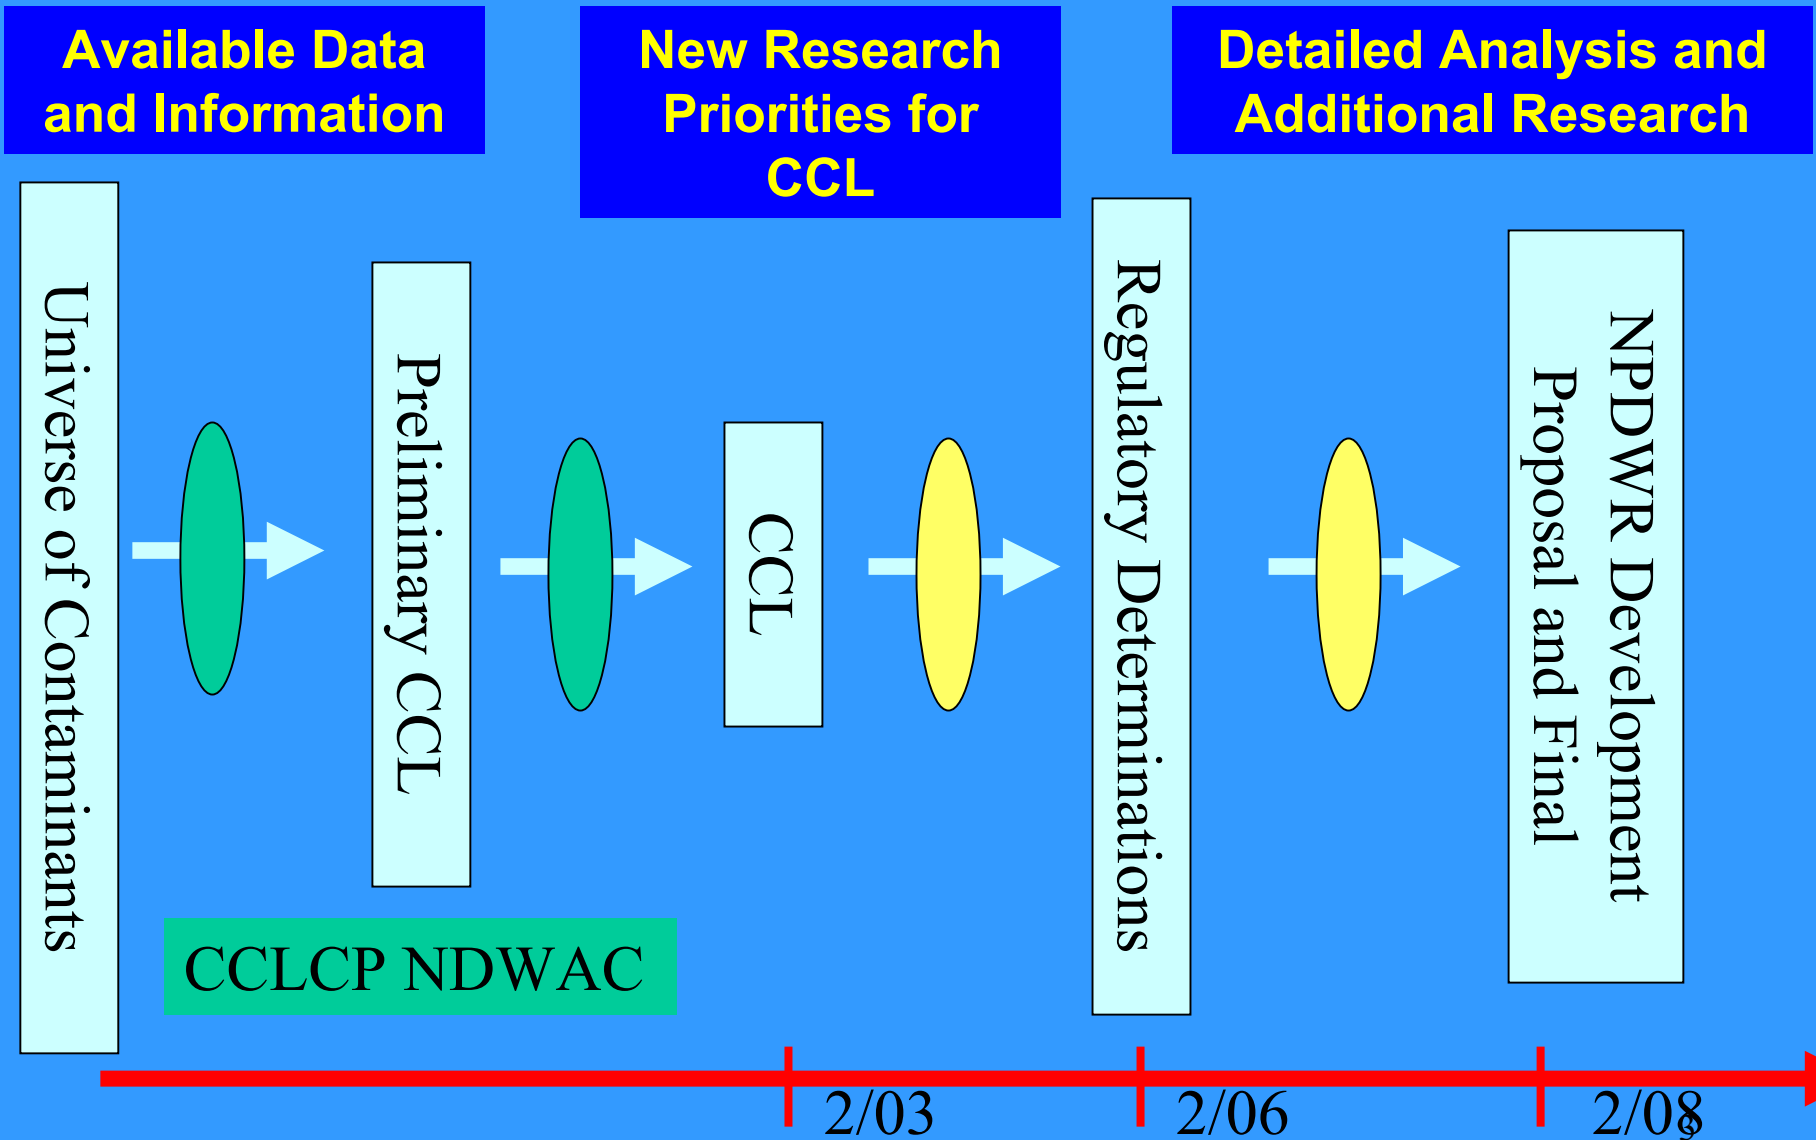 Available Data
and Information
New Research
Priorities for
CCL
Detailed Analysis and
Additional Research
Universe of Contaminants
Preliminary CCL
CCL
Regulatory Determinations
NPDWR Development
Proposal and Final
CCLCP NDWAC
2/03
2/06
2/08
3